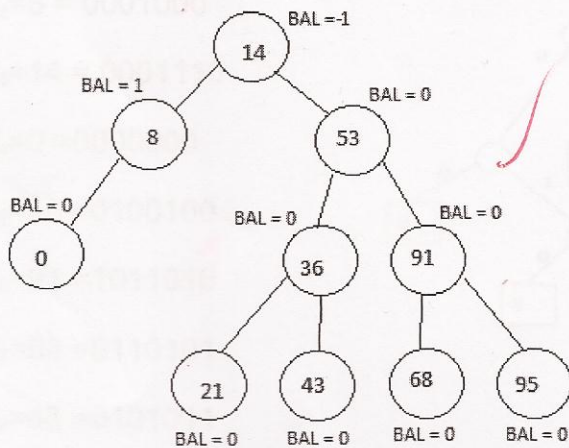 BAL =-1
14
BAL = 1
BAL = 0
8
53
BAL = 0
BAL = 0
BAL = 0
0
36
91
21
43
68
95
BAL = 0
BAL = 0
BAL = 0
BAL = 0